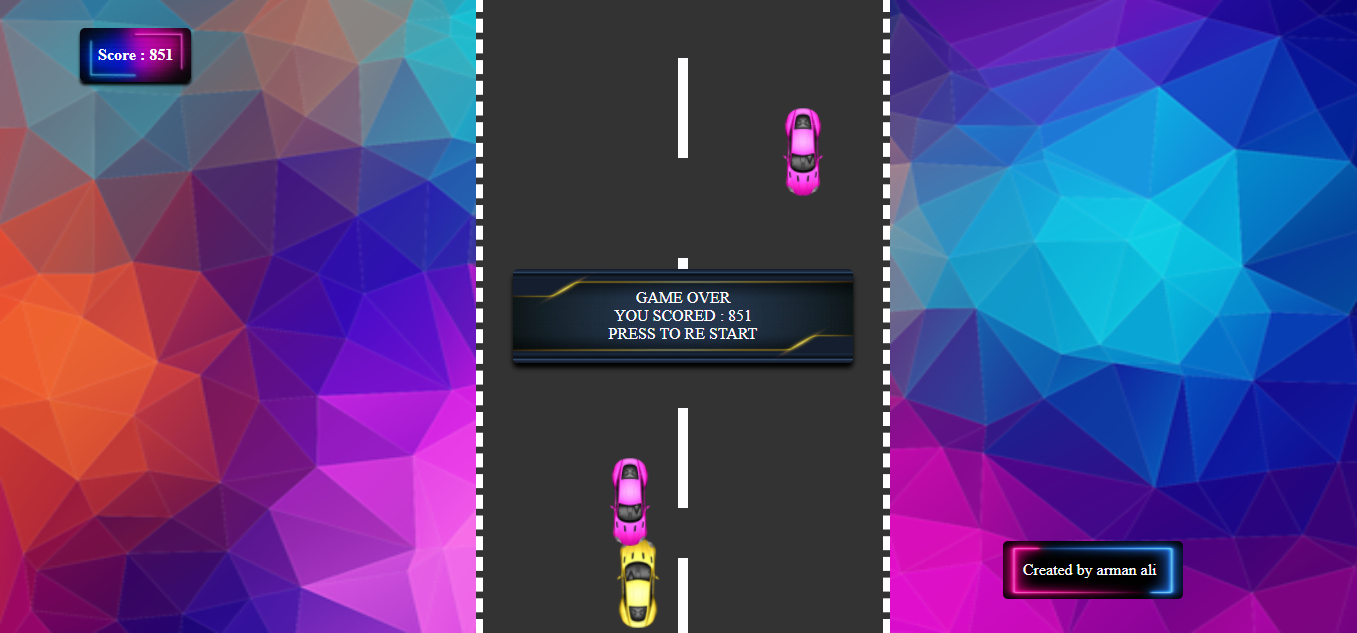 Score : 851
GAME OVER
YOU SCORED : 851
PRESS TO RE START
Created by arman ali